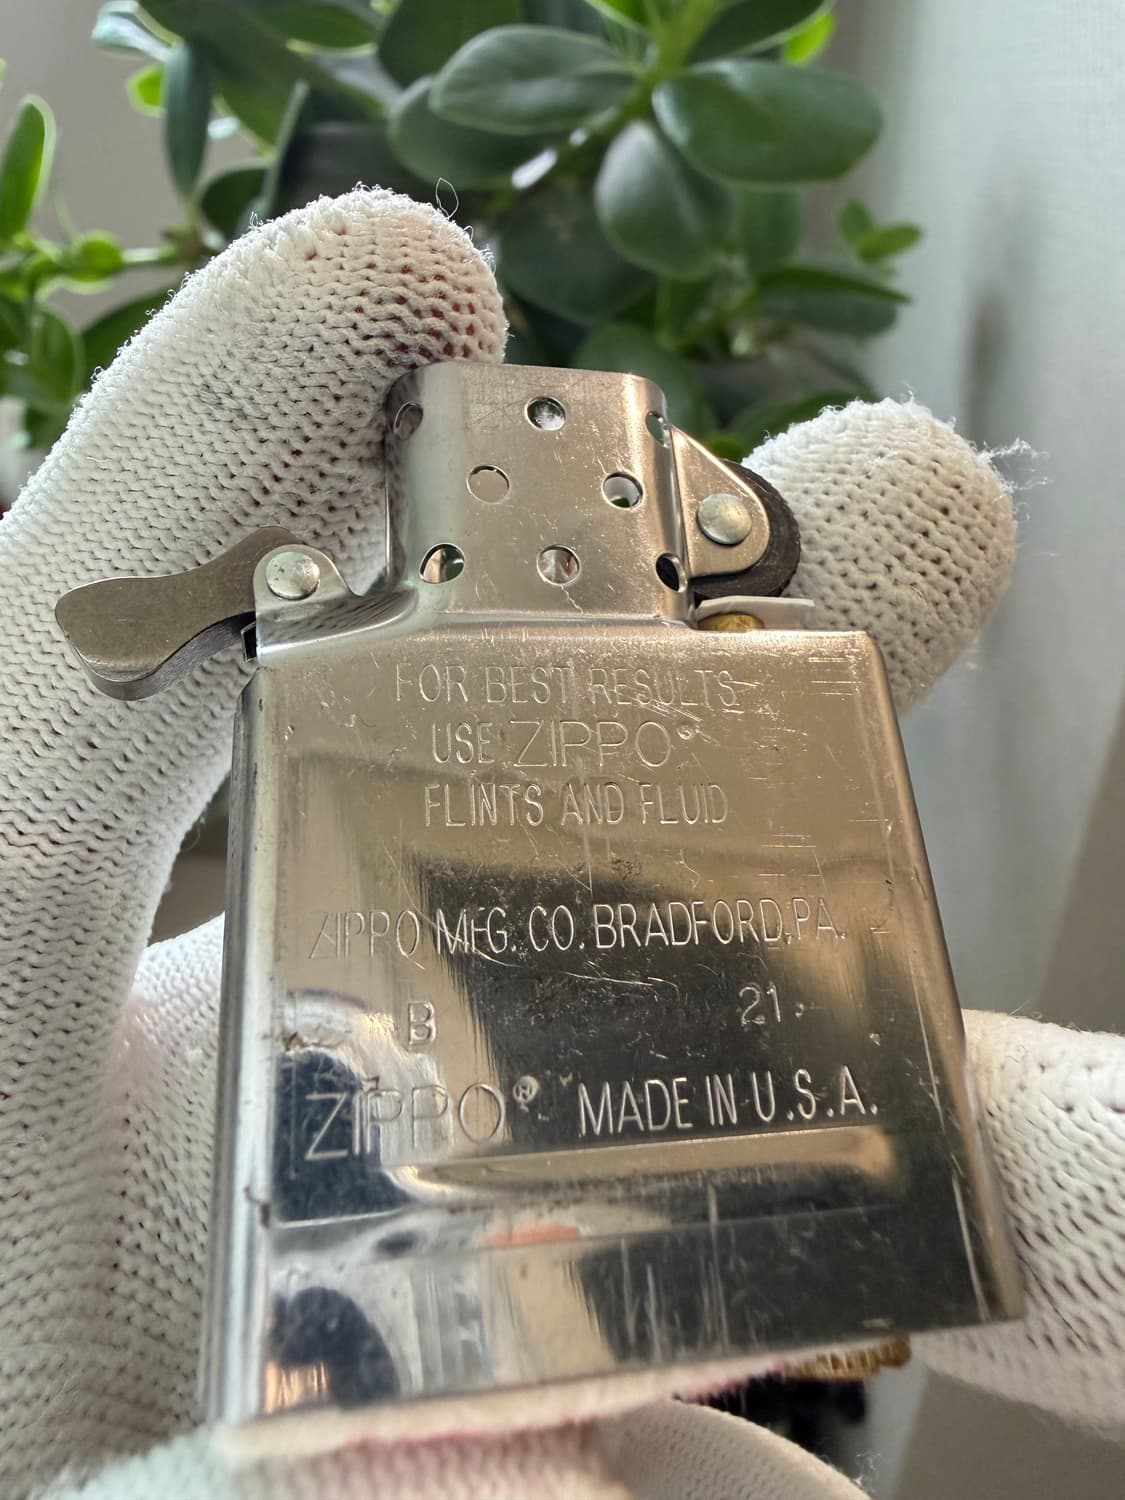 FOR BEST RESULTS
USE ZIPPO®
FLINTS AND FLUID
ZIPPO MFG. CO. BRADFORD, PA.
B 21
ZIPPO® MADE IN U.S.A.